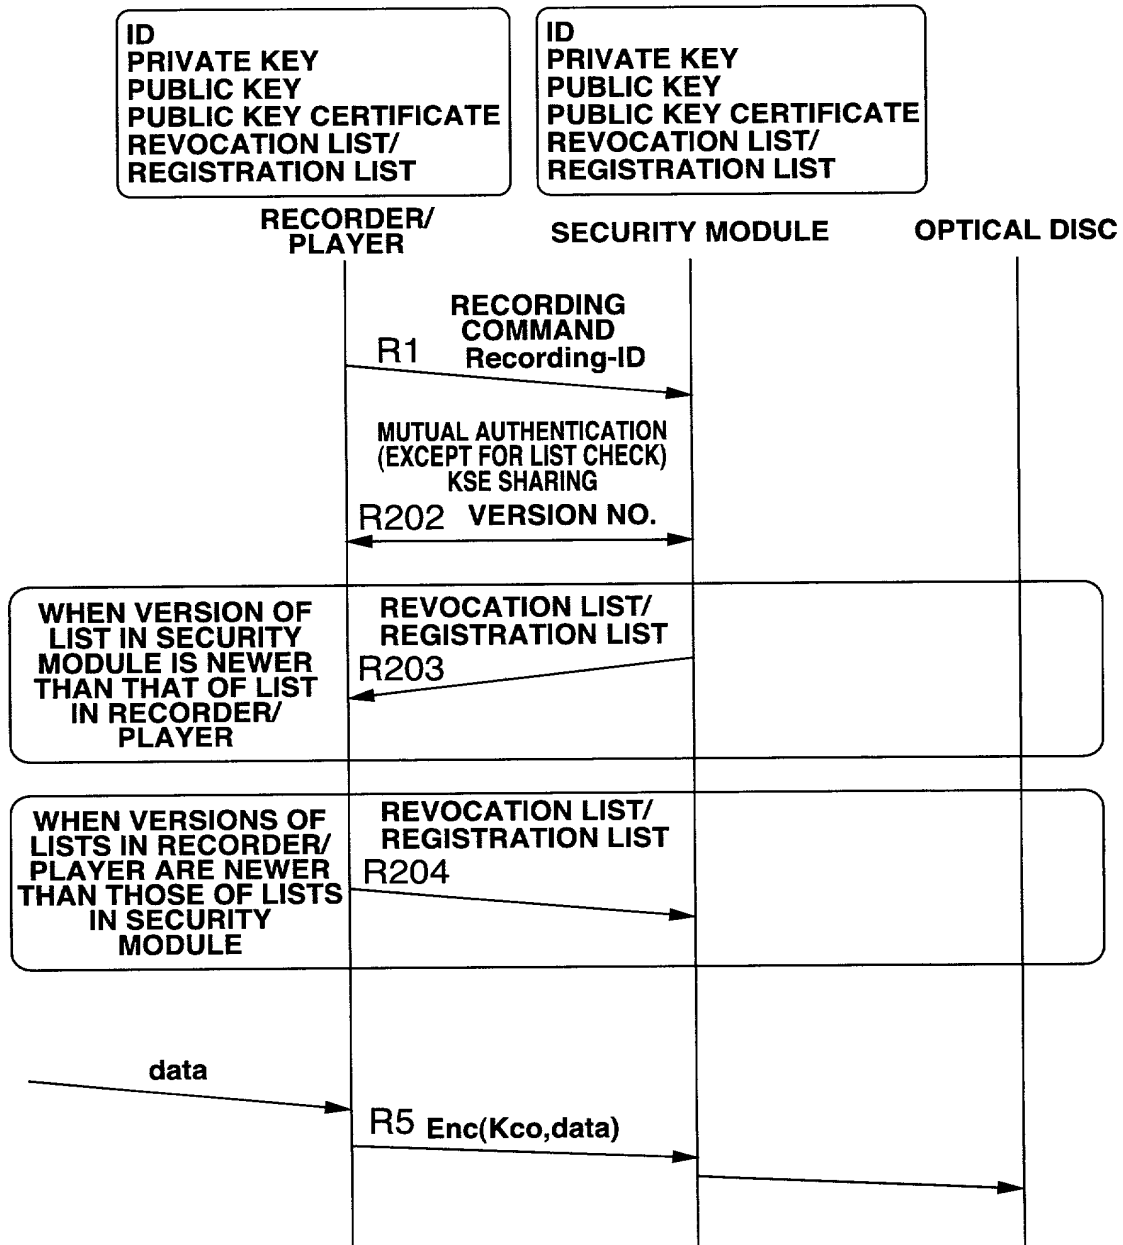 ID
PRIVATE KEY
PUBLIC KEY
PUBLIC KEY CERTIFICATE
REVOCATION LIST/
REGISTRATION LIST
ID
PRIVATE KEY
PUBLIC KEY
PUBLIC KEY CERTIFICATE
REVOCATION LIST/
REGISTRATION LIST
RECORDER/
PLAYER
SECURITY MODULE
OPTICAL DISC
RECORDING
COMMAND
R1 Recording-ID
MUTUAL AUTHENTICATION
(EXCEPT FOR LIST CHECK)
KSE SHARING
R202 VERSION NO.
WHEN VERSION OF
LIST IN SECURITY
MODULE IS NEWER
THAN THAT OF LIST
IN RECORDER/
PLAYER
REVOCATION LIST/
REGISTRATION LIST
R203
WHEN VERSIONS OF
LISTS IN RECORDER/
PLAYER ARE NEWER
THAN THOSE OF LISTS
IN SECURITY
MODULE
REVOCATION LIST/
REGISTRATION LIST
R204
data
R5 Enc(Kco,data)